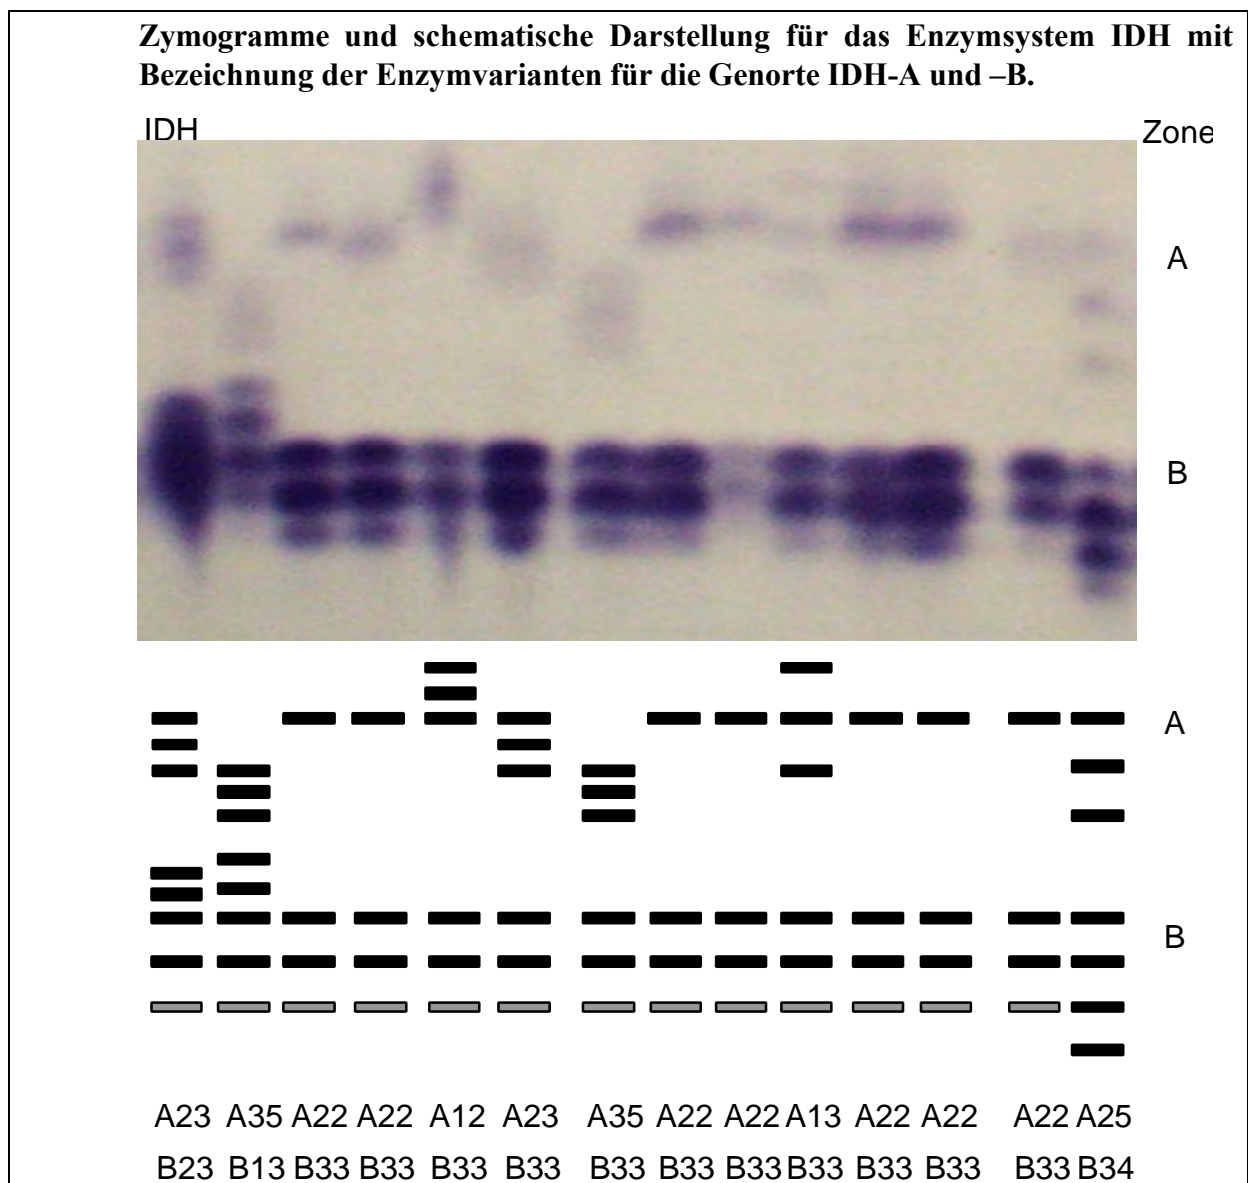 Zymogramme und schematische Darstellung für das Enzymsystem IDH mit
Bezeichnung der Enzymvarianten für die Genorte IDH-A und –B.
IDH Zone
A
B
A
B
A23 A35 A22 A22 A12 A23 A35 A22 A22 A13 A22 A22 A22 A25
B23 B13 B33 B33 B33 B33 B33 B33 B33 B33 B33 B33 B33 B34